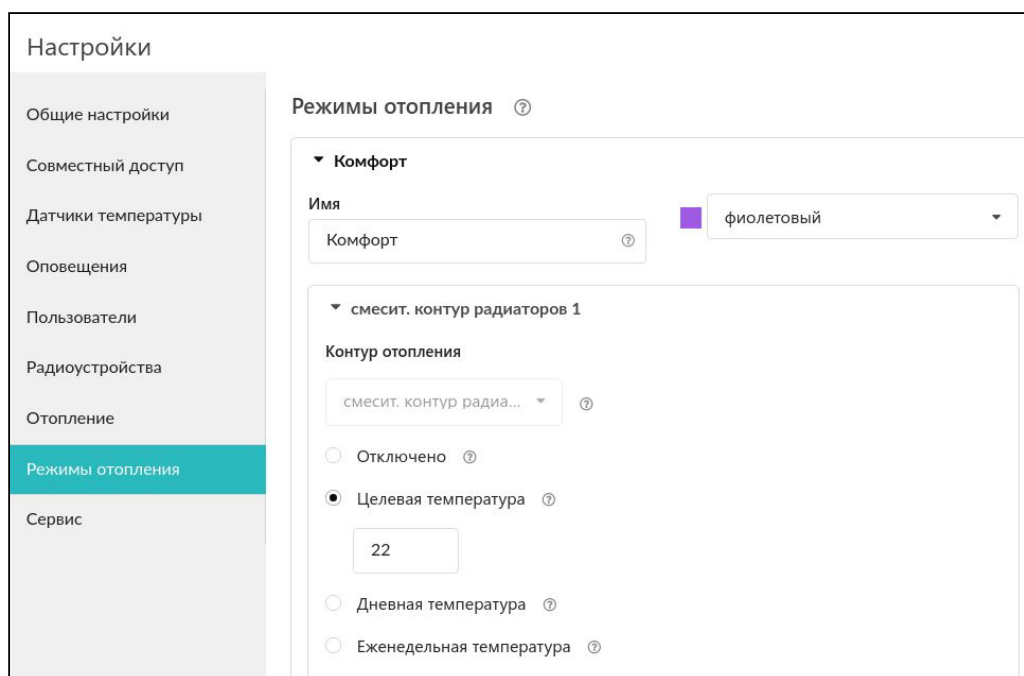 Настройки
Общие настройки
Совместный доступ
Датчики температуры
Оповещения
Пользователи
Радиоустройства
Отопление
Режимы отопления
Сервис
Режимы отопления
Комфорт
Имя
Комфорт
фиолетовый
смесит. контур радиаторов 1
Контур отопления
смесит. контур радиа...
Отключено
Целевая температура
22
Дневная температура
Еженедельная температура